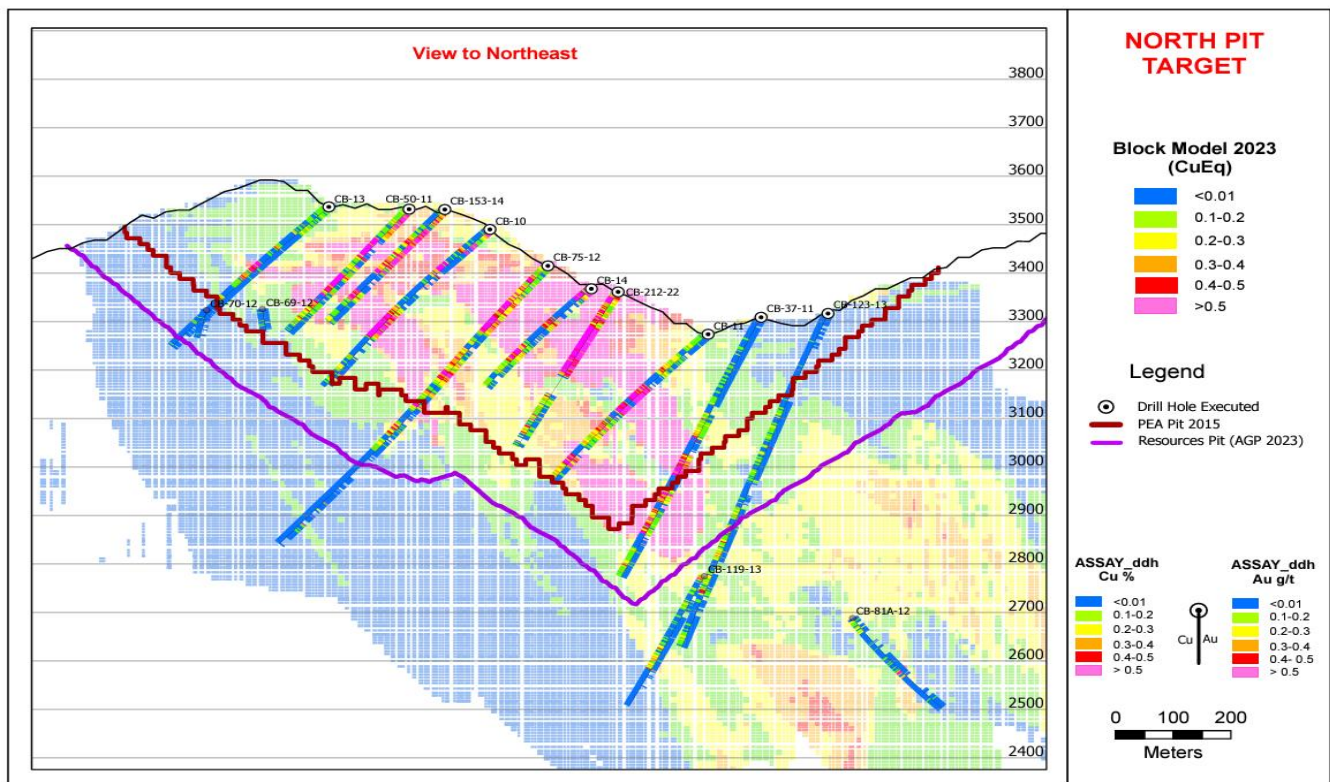 View to Northeast
3800
3700
3600
3500
3400
3300
3200
3100
3000
2900
2800
2700
2600
2500
2400
CB-13
CB-50-11
CB-153-14
CB-10
CB-75-12
CB-14
CB-212-22
CB-11
CB-37-11
CB-123-13
CB-70-12
CB-69-12
CB-119-13
CB-81A-12
NORTH PIT
TARGET
Block Model 2023
(CuEq)
<0.01
0.1-0.2
0.2-0.3
0.3-0.4
0.4-0.5
>0.5
Legend
Drill Hole Executed
PEA Pit 2015
Resources Pit (AGP 2023)
ASSAY_ddh
Cu %
<0.01
0.1-0.2
0.2-0.3
0.3-0.4
0.4-0.5
> 0.5
Cu Au
ASSAY_ddh
Au g/t
<0.01
0.1-0.2
0.2-0.3
0.3-0.4
0.4- 0.5
> 0.5
0 100 200
Meters